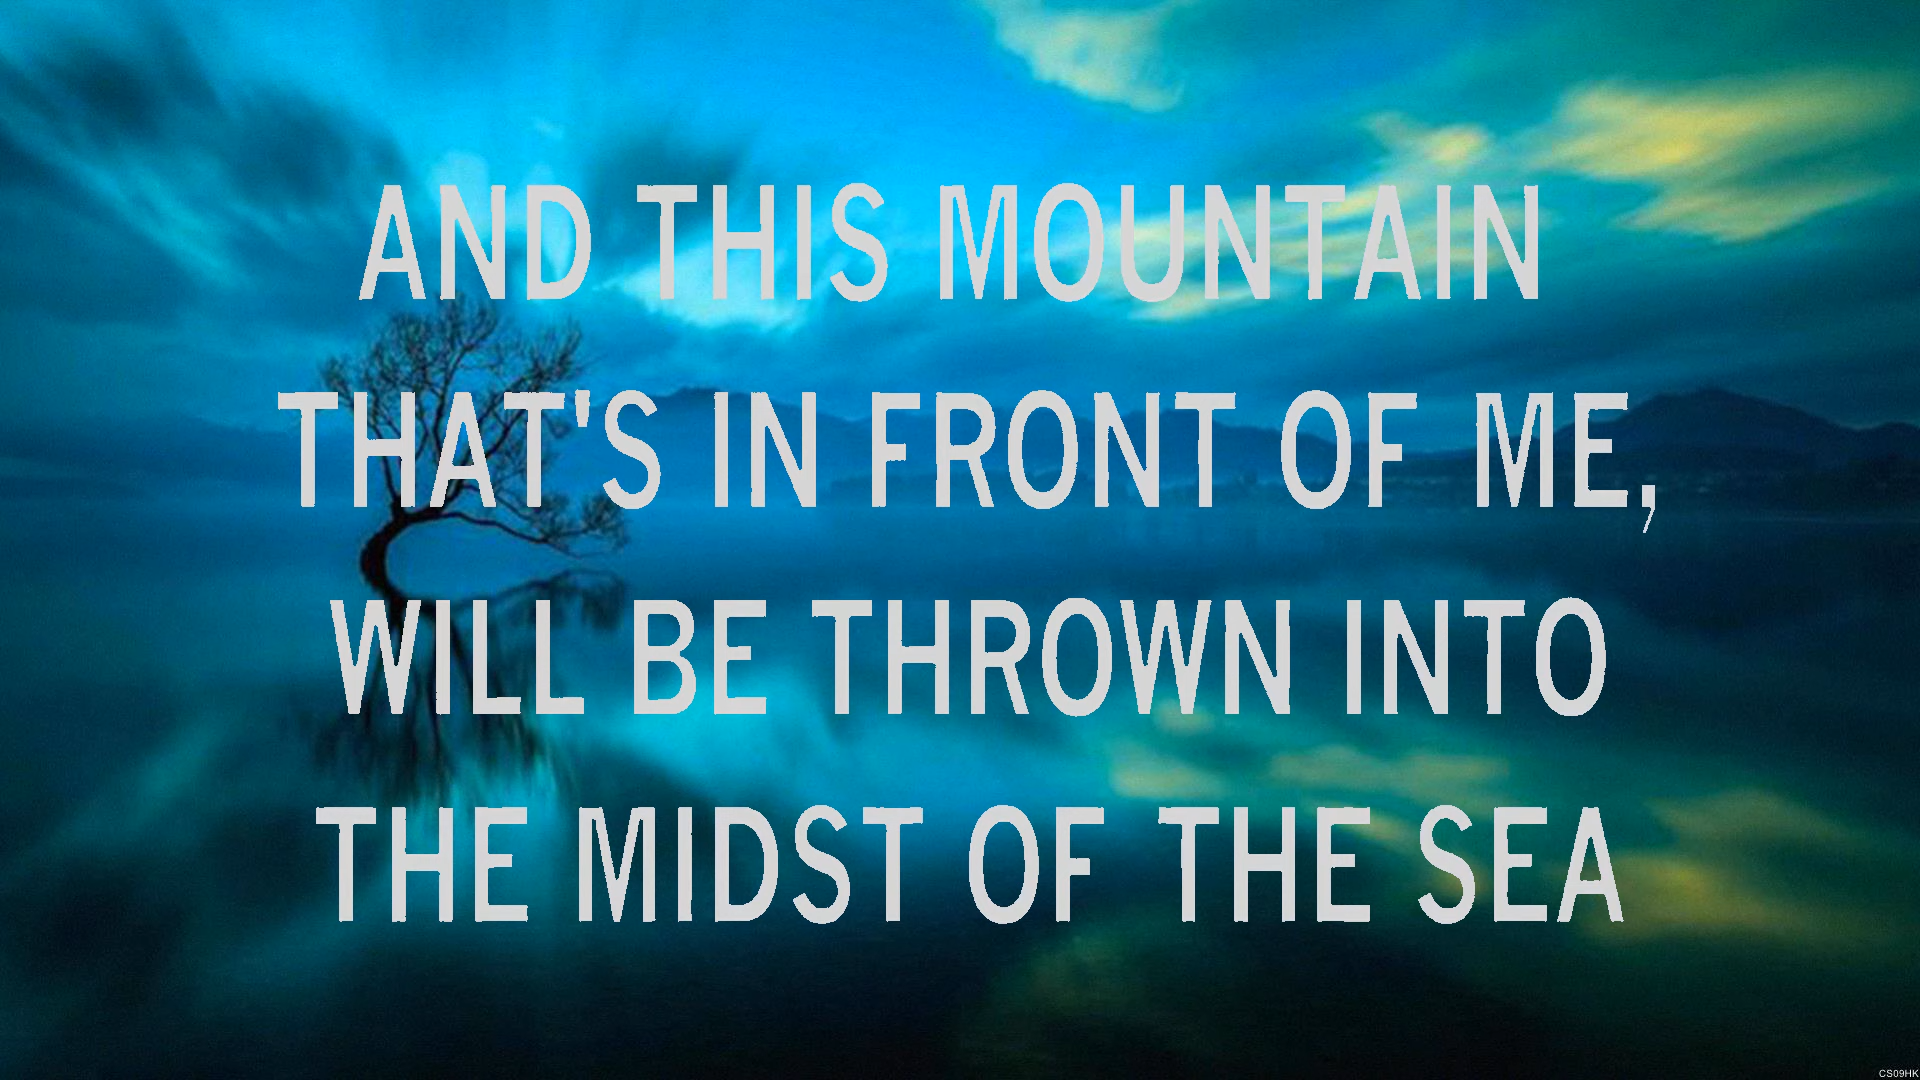 AND THIS MOUNTAIN
THAT'S IN FRONT OF ME,
WILL BE THROWN INTO
THE MIDST OF THE SEA
CS09HK